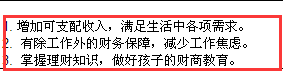 1. 增加可支配收入，满足生活中各项需求。
2. 有除工作外的财务保障，减少工作焦虑。
3. 掌握理财知识，做好孩子的财商教育。